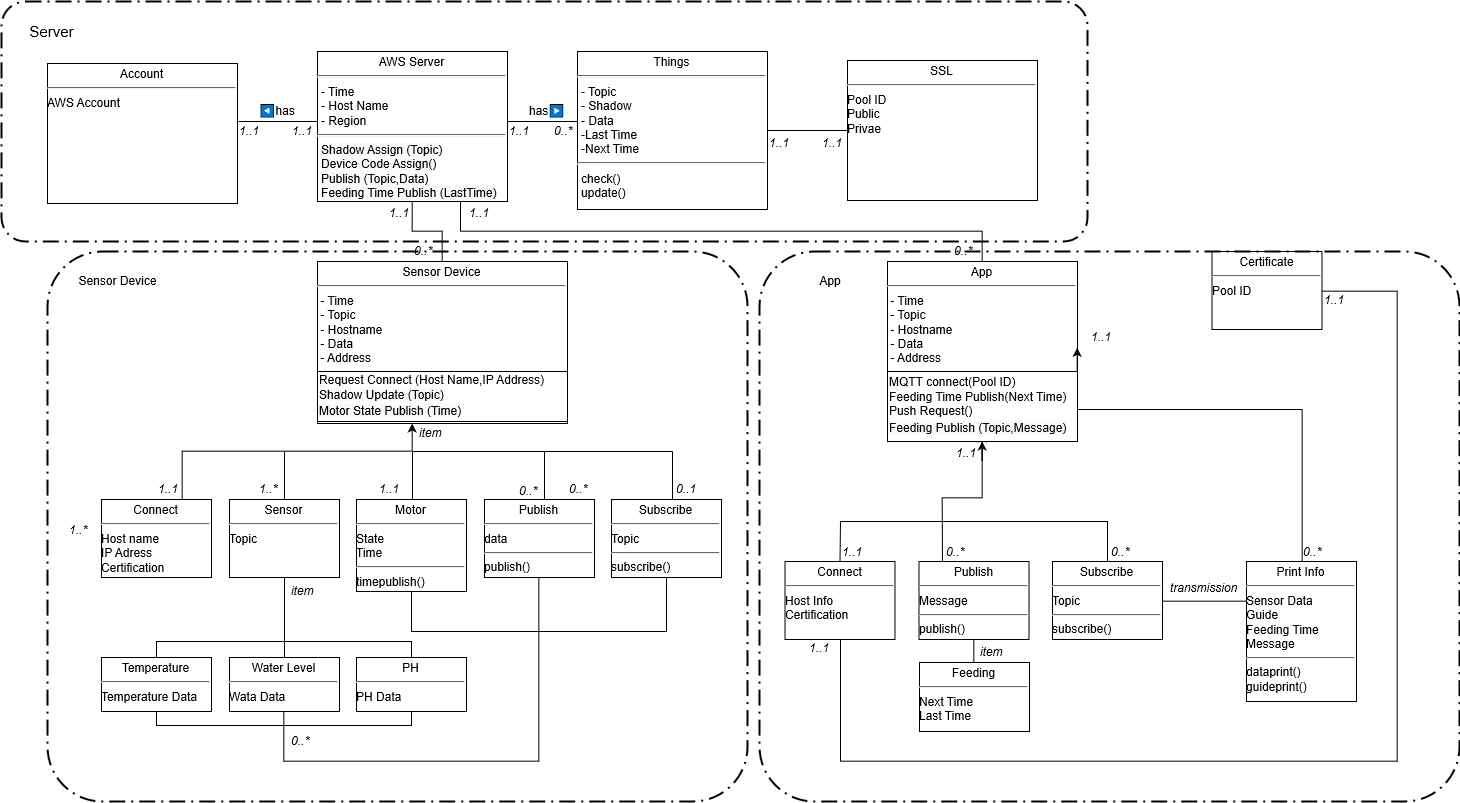 Server
Account
AWS Account
has
1..1
1..1
AWS Server
- Time
- Host Name
- Region
Shadow Assign (Topic)
Device Code Assign()
Publish (Topic,Data)
Feeding Time Publish (LastTime)
has
1..1
0..*
Things
- Topic
- Shadow
- Data
-Last Time
-Next Time
check()
update()
1..1
1..1
SSL
Pool ID
Public
Privae
1..1
1..1
0..*
0..*
Sensor Device
Sensor Device
- Time
- Topic
- Hostname
- Data
- Address
Request Connect (Host Name,IP Address)
Shadow Update (Topic)
Motor State Publish (Time)
item
1..1
1..*
1..1
0..*
0..*
0..1
1..*
Connect
Host name
IP Adress
Certification
Sensor
Topic
Motor
State
Time
timepublish()
Publish
data
publish()
Subscribe
Topic
subscribe()
item
Temperature
Temperature Data
Water Level
Wata Data
PH
PH Data
0..*
App
App
- Time
- Topic
- Hostname
- Data
- Address
MQTT connect(Pool ID)
Feeding Time Publish(Next Time)
Push Request()
Feeding Publish (Topic,Message)
1..1
1..1
Certificate
Pool ID
1..1
1..1
0..*
0..*
0..*
Connect
Host Info
Certification
1..1
Publish
Message
publish()
item
Feeding
Next Time
Last Time
Subscribe
Topic
subscribe()
transmission
Print Info
Sensor Data
Guide
Feeding Time
Message
dataprint()
guideprint()